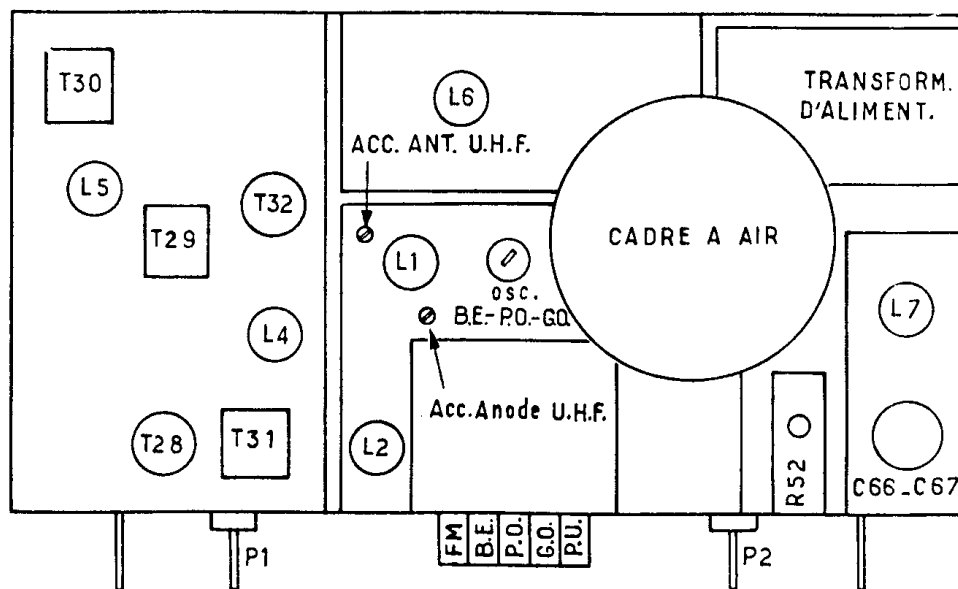 T30
L6
TRANSFORM.
D'ALIMENT.
ACC. ANT. U.H.F.
L5
T32
T29
L1
CADRE A AIR
OSC.
B.E.-P.O.-G.O.
L4
L7
Acc.Anode U.H.F.
T28
T31
L2
R52
C66_C67
P1
FM
B.E.
P.O.
G.O.
P.U.
P2